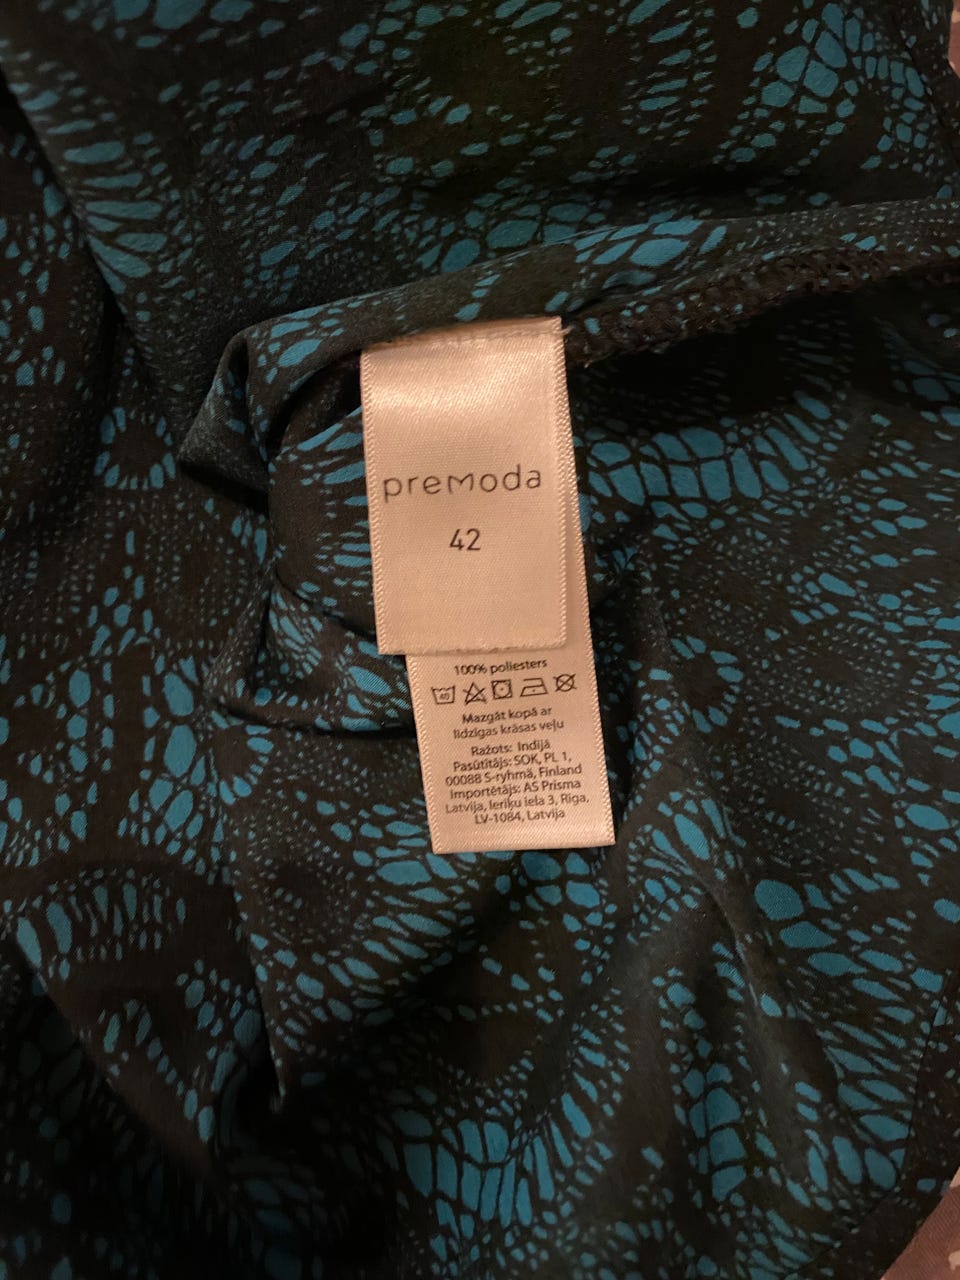 preModa
42
100% poliesters
40
Mazgāt kopā ar
līdzīgas krāsas veļu
Ražots: Indijā
Pasūtītājs: SOK, PL 1,
00088 S-ryhmä, Finland
Importētājs: AS Prisma
Latvija, Ieriķu iela 3, Rīga,
LV-1084, Latvija